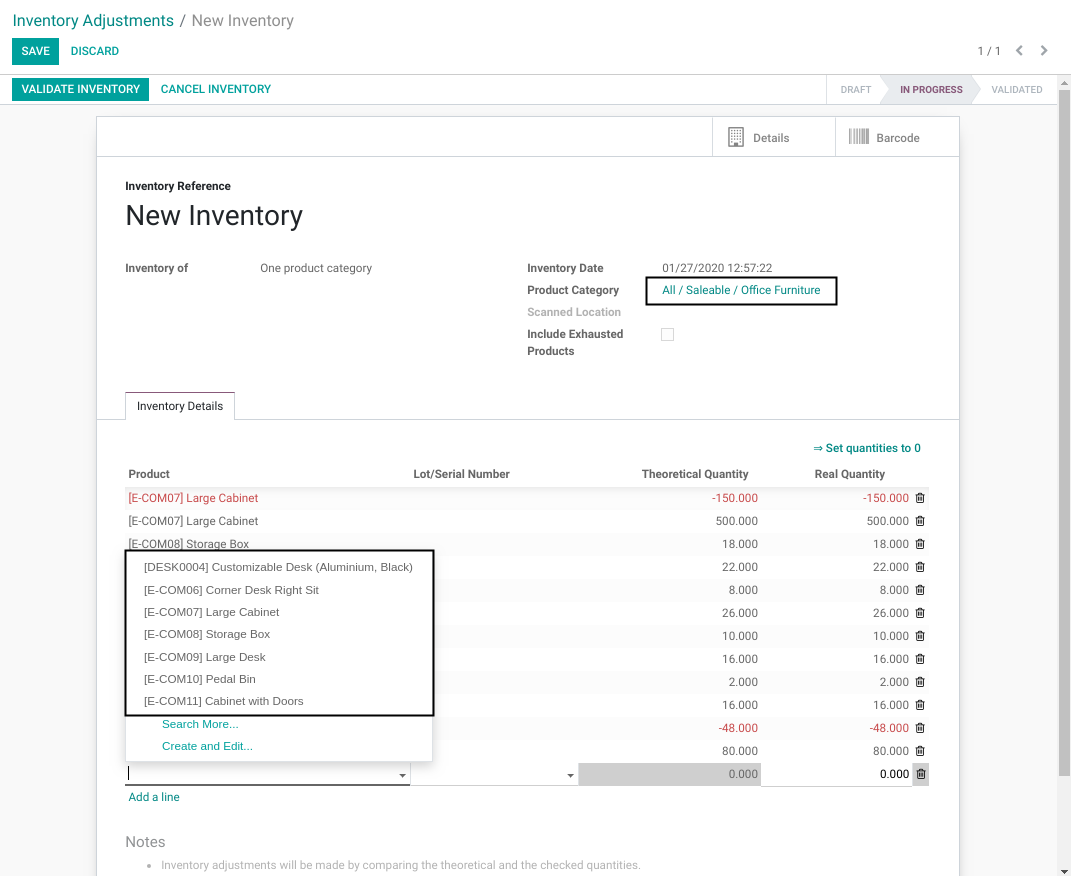 Inventory Adjustments / New Inventory
SAVE DISCARD 1 / 1
VALIDATE INVENTORY CANCEL INVENTORY DRAFT IN PROGRESS VALIDATED
Details Barcode
Inventory Reference
New Inventory
Inventory of One product category Inventory Date 01/27/2020 12:57:22
Product Category All / Saleable / Office Furniture
Scanned Location
Include Exhausted
Products
Inventory Details
⇒ Set quantities to 0
Product Lot/Serial Number Theoretical Quantity Real Quantity
[E-COM07] Large Cabinet -150.000 -150.000
[E-COM07] Large Cabinet 500.000 500.000
[E-COM08] Storage Box 18.000 18.000
[DESK0004] Customizable Desk (Aluminium, Black) 22.000 22.000
[E-COM06] Corner Desk Right Sit 8.000 8.000
[E-COM07] Large Cabinet 26.000 26.000
[E-COM08] Storage Box 10.000 10.000
[E-COM09] Large Desk 16.000 16.000
[E-COM10] Pedal Bin 2.000 2.000
[E-COM11] Cabinet with Doors 16.000 16.000
Search More... -48.000 -48.000
Create and Edit... 80.000 80.000
0.000 0.000
Add a line
Notes
• Inventory adjustments will be made by comparing the theoretical and the checked quantities.